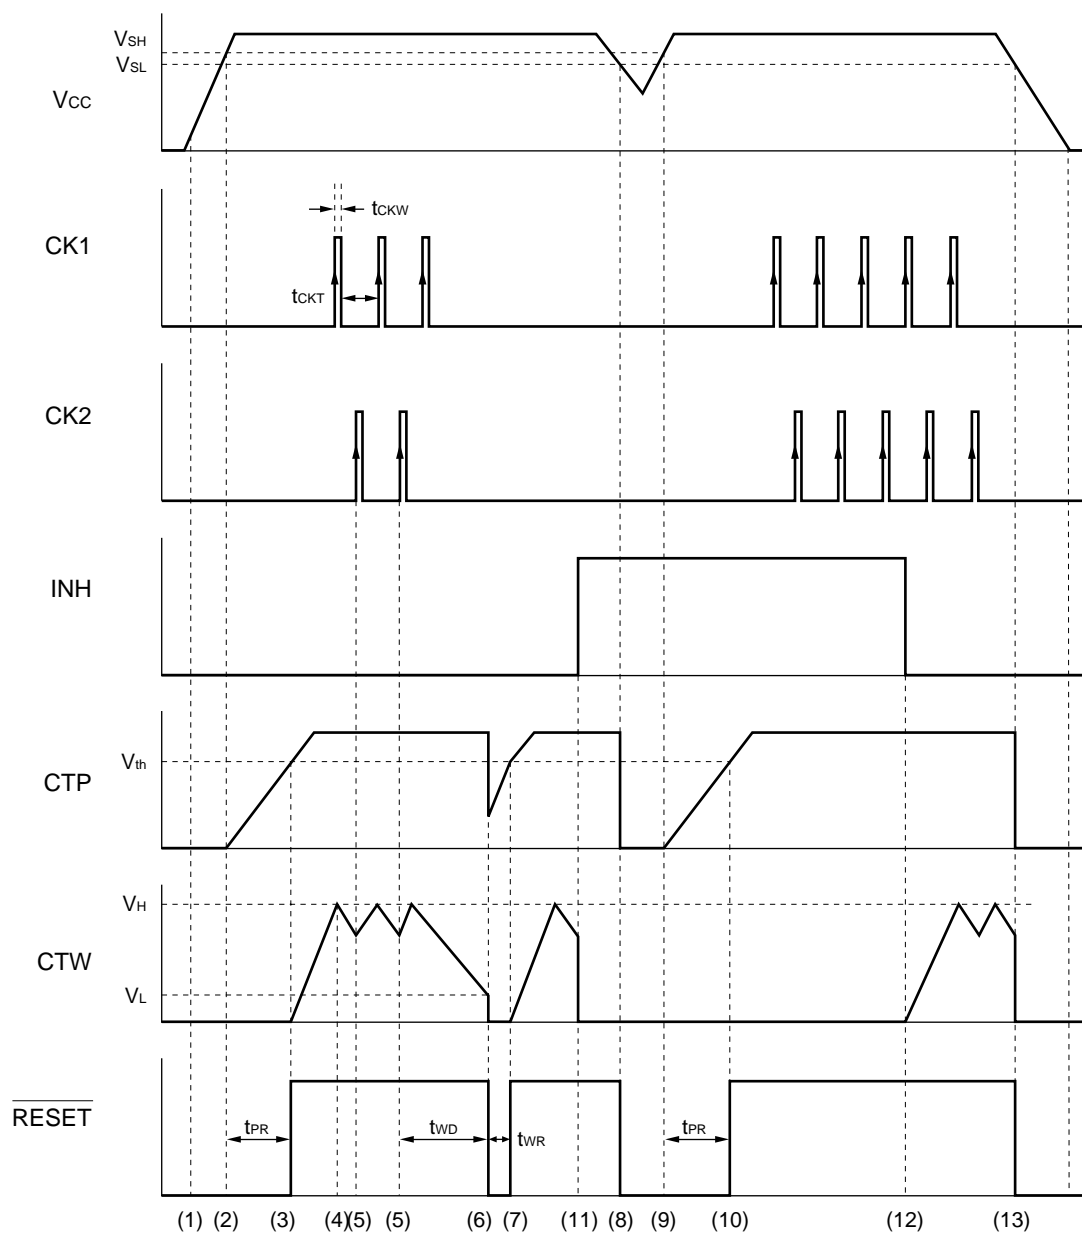 VSH
VSL
VCC
tCKW
CK1
tCKT
CK2
INH
Vth
CTP
VH
CTW
VL
RESET
tPR
tWD
tWR
tPR
(1) (2) (3) (4)(5) (5) (6) (7) (11) (8) (9) (10) (12) (13)